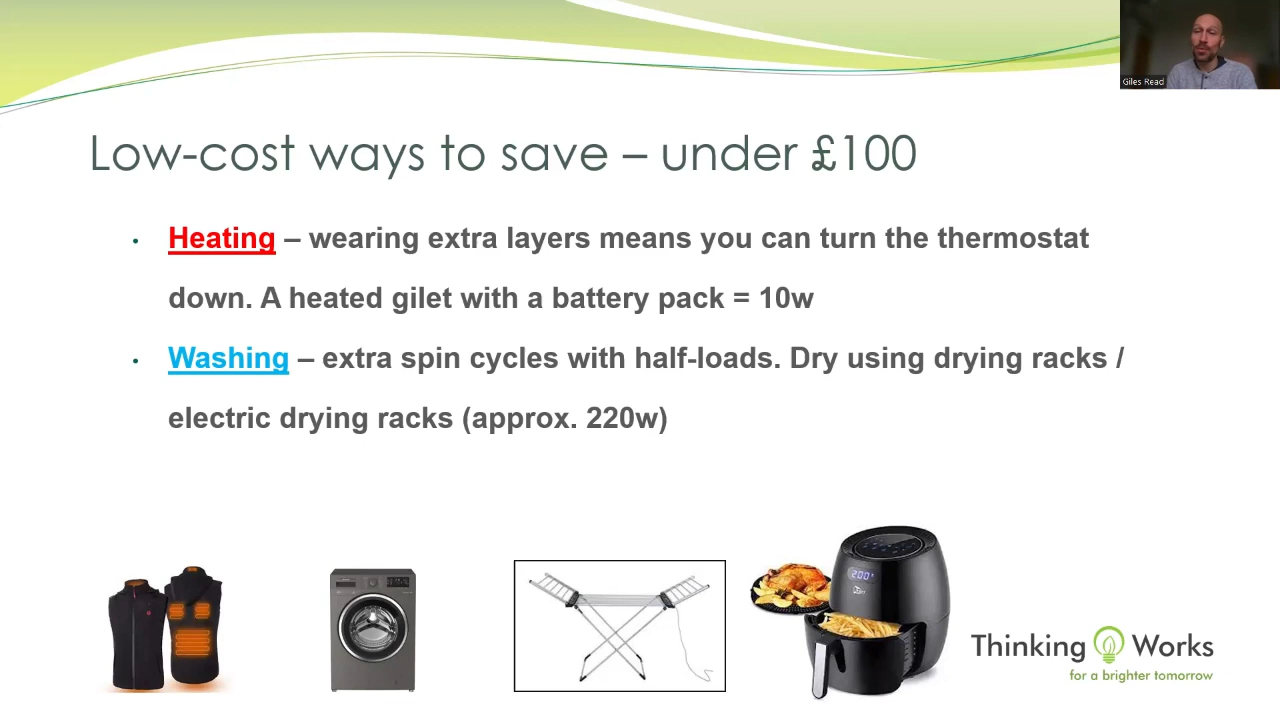 Giles Read
Low-cost ways to save – under £100
• Heating – wearing extra layers means you can turn the thermostat
down. A heated gilet with a battery pack = 10w
• Washing – extra spin cycles with half-loads. Dry using drying racks /
electric drying racks (approx. 220w)
200°
Thinking Works
for a brighter tomorrow